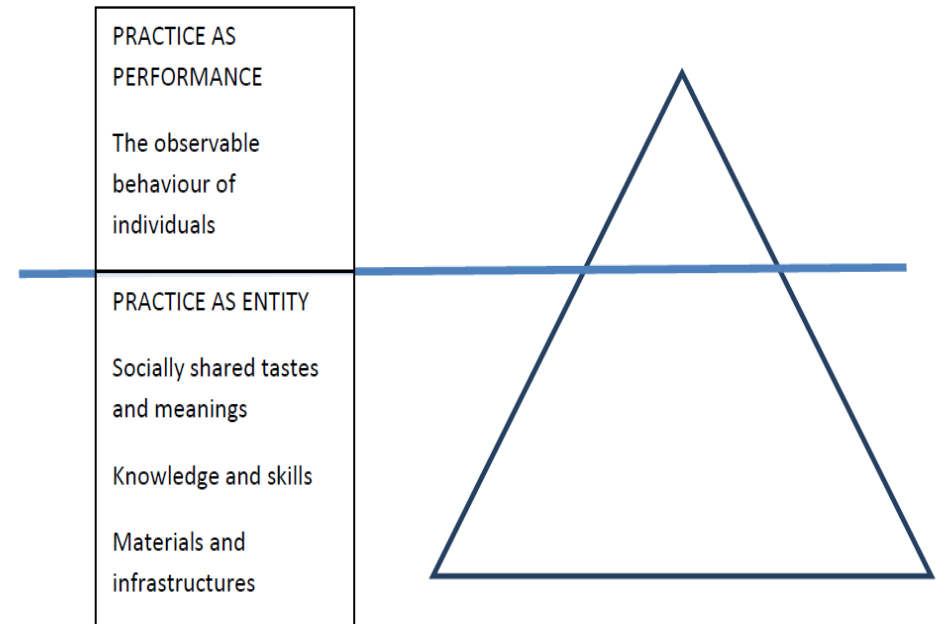 PRACTICE AS
PERFORMANCE
The observable
behaviour of
individuals
PRACTICE AS ENTITY
Socially shared tastes
and meanings
Knowledge and skills
Materials and
infrastructures